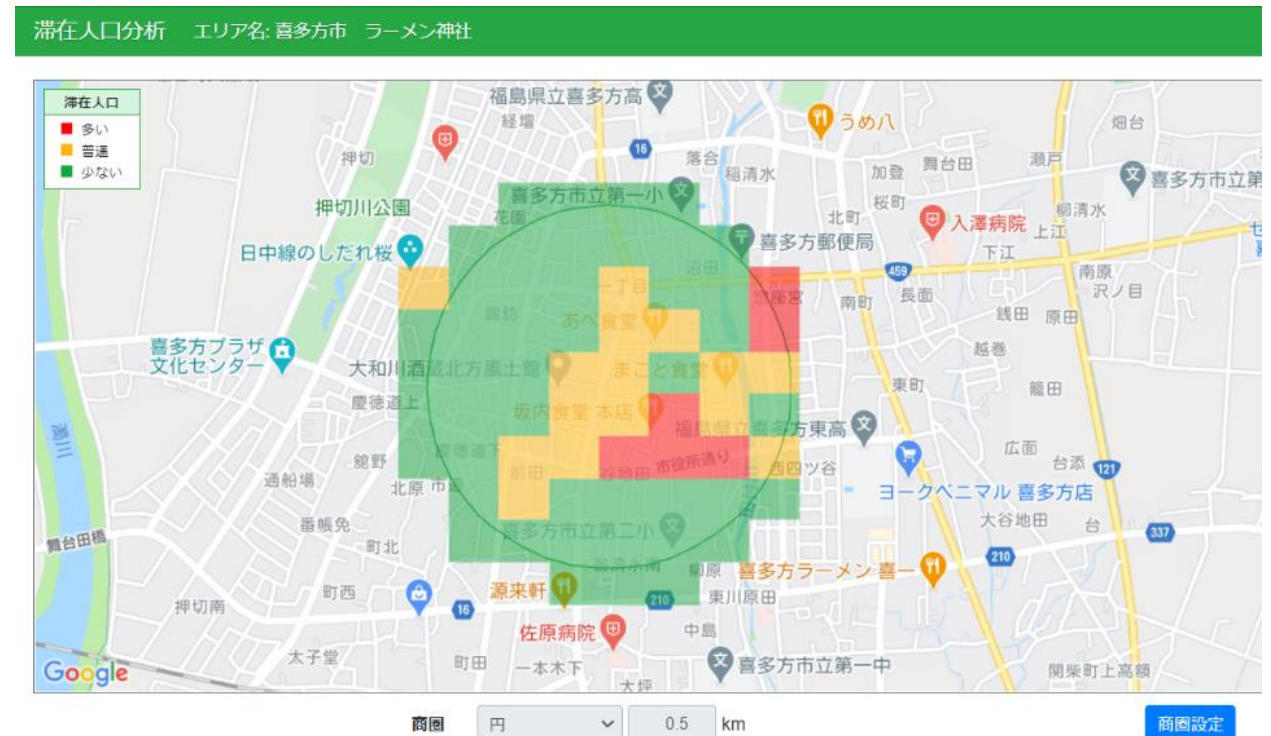 滞在人口分析 エリア名: 喜多方市 ラーメン神社
滞在人口
多い
普通
少ない
福島県立喜多方高
経壇
うめ八
畑台
押切
16
落合
稲清水
加登
舞台田
瀬戸
喜多方市立第
押切川公園
喜多方市立第一小
花園
桜町
北町
入澤病院
柳清水
上江
日中線のしだれ桜
喜多方郵便局
下江
沼田
459
南原
沢ノ目
一丁目
南町
長面
銭田
原田
諏訪
あべ食堂
喜多方プラザ
文化センター
大和川酒蔵北方風土館
まこと食堂
越巻
東町
籠田
慶徳道上
坂内食堂 本店
福島県立喜多方東高
濁川
舘野
慶徳道下
前田
谷地田
市役所通り
西四ツ谷
広面
台添
121
通船場
北原
ヨークベニマル 喜多方店
番帳免
大谷地田
台
喜多方市立第二小
337
舞台田橋
町北
御清水南
柳原
喜多方ラーメン 喜一
210
町西
源来軒
210
東川原田
押切南
16
佐原病院
中島
太子堂
町田
一本木下
喜多方市立第一中
関柴町上高額
大坪
Google
商圏 円 0.5 km 商圏設定